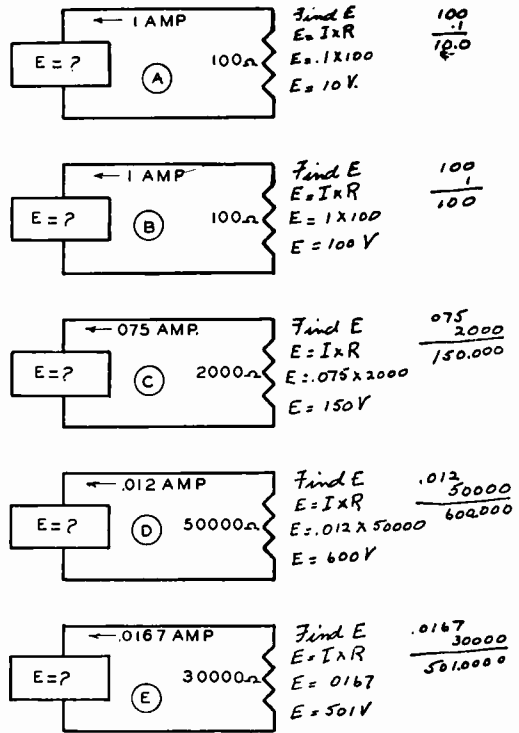 ← 1 AMP
E = ?
100Ω
A
Find E
E = I x R
E = .1 x 100
E = 10 V.
100
.1
10.0
← 1 AMP
E = ?
100Ω
B
Find E
E = I x R
E = 1 x 100
E = 100 V
100
1
100
← .075 AMP.
E = ?
2000Ω
C
Find E
E = I x R
E = .075 x 2000
E = 150 V
.075
2000
150.000
← .012 AMP
E = ?
50000Ω
D
Find E
E = I x R
E = .012 x 50000
E = 600 V
.012
50000
600.000
← .0167 AMP
E = ?
30000Ω
E
Find E
E = I x R
E = .0167
E = 501 V
.0167
30000
501.0000